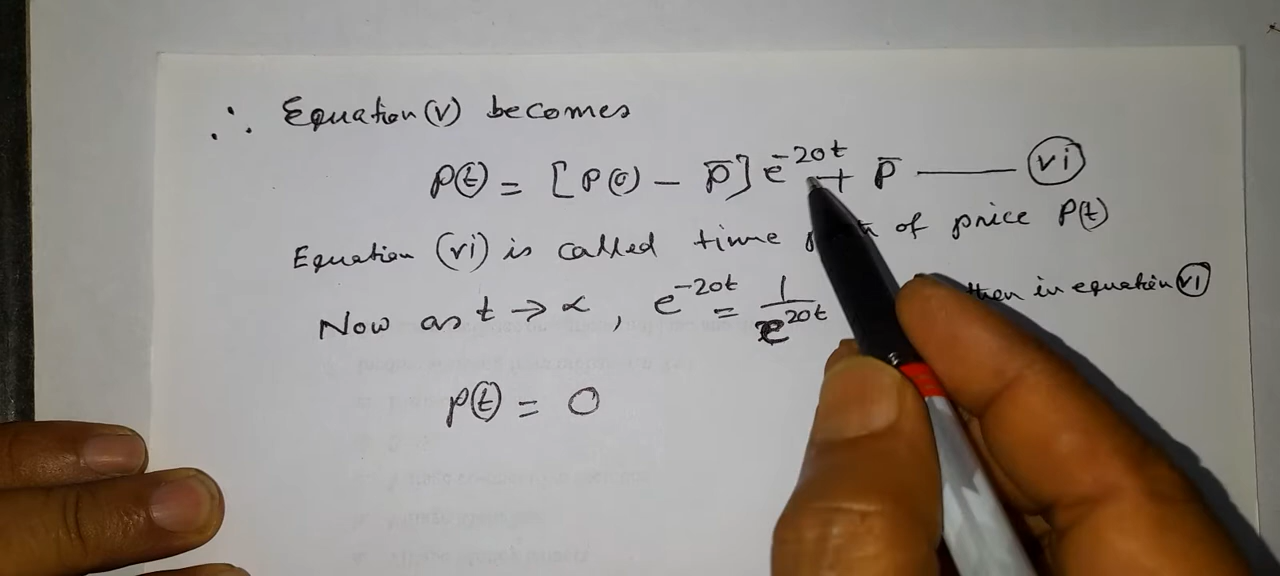 ∴ Equation (v) becomes
P(t) = [P(0) - P̄] e^-20t + P̄ —— (vi)
Equation (vi) is called time of price P(t)
Now as t → ∝, e^-20t = 1/e^20t then in equation (vi)
P(t) = 0